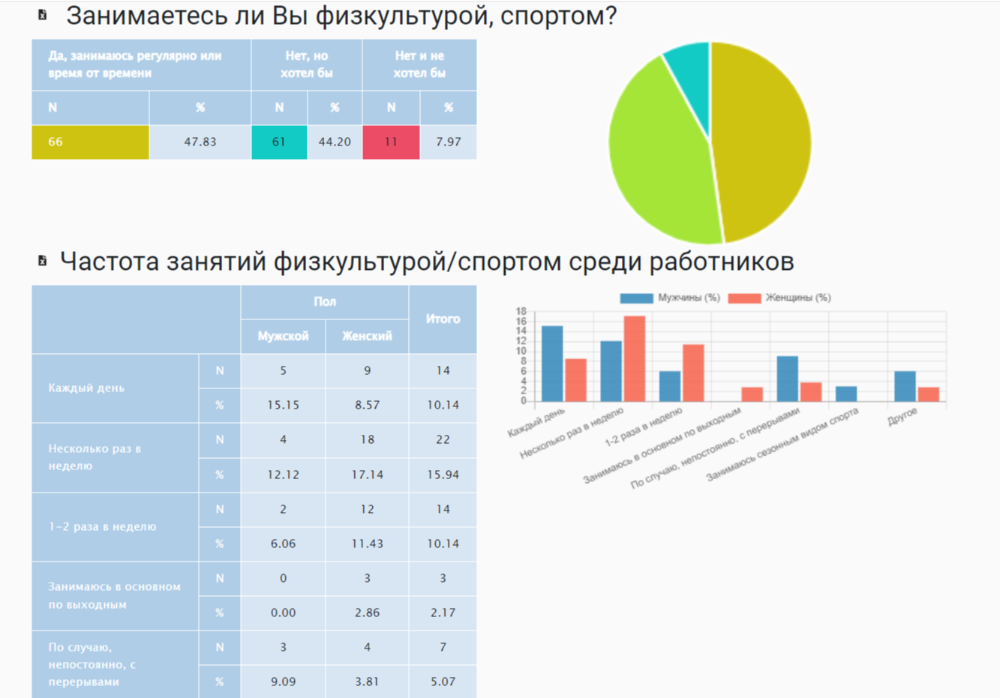 Занимаетесь ли Вы физкультурой, спортом?
Да, занимаюсь регулярно или
время от времени
Нет, но
хотел бы
Нет и не
хотел бы
N % N % N %
66 47.83 61 44.20 11 7.97
Частота занятий физкультурой/спортом среди работников
Пол
Итого
Мужской Женский
Каждый день
N 5 9 14
% 15.15 8.57 10.14
Несколько раз в
неделю
N 4 18 22
% 12.12 17.14 15.94
1-2 раза в неделю
N 2 12 14
% 6.06 11.43 10.14
Занимаюсь в основном
по выходным
N 0 3 3
% 0.00 2.86 2.17
По случаю,
непостоянно, с
перерывами
N 3 4 7
% 9.09 3.81 5.07
Мужчины (%) Женщины (%)
18
16
14
12
10
8
6
4
2
0
Каждый день
Несколько раз в неделю
1-2 раза в неделю
Занимаюсь в основном по выходным
По случаю, непостоянно, с перерывами
Занимаюсь сезонным видом спорта
Другое